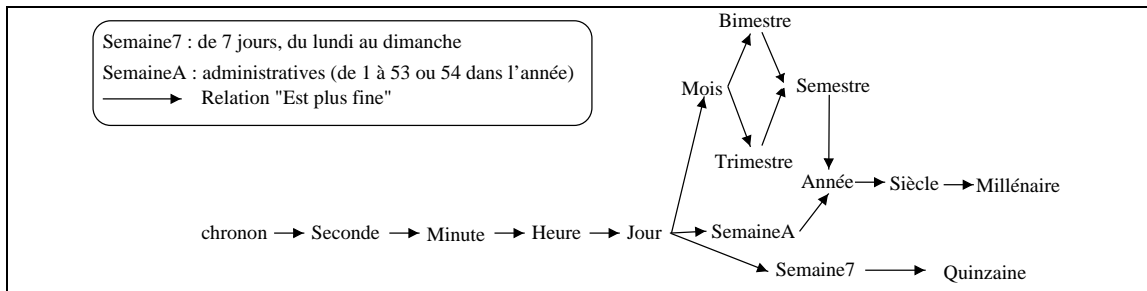 Bimestre
Semaine7 : de 7 jours, du lundi au dimanche
SemaineA : administratives (de 1 à 53 ou 54 dans l'année)
Relation "Est plus fine"
Mois
Semestre
Trimestre
Année
Siècle
Millénaire
chronon
Seconde
Minute
Heure
Jour
SemaineA
Semaine7
Quinzaine